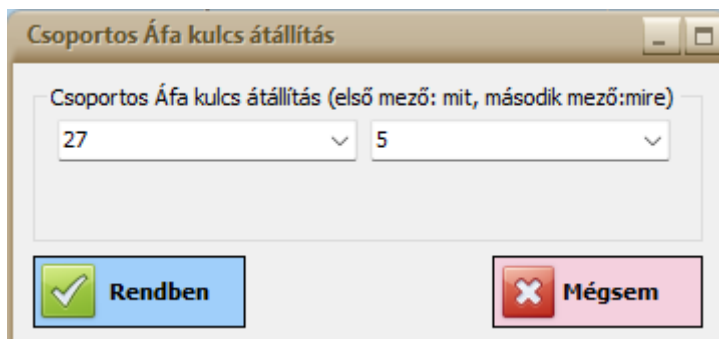 Csoportos Áfa kulcs átállítás
Csoportos Áfa kulcs átállítás (első mező: mit, második mező:mire)
27 5
Rendben Mégsem